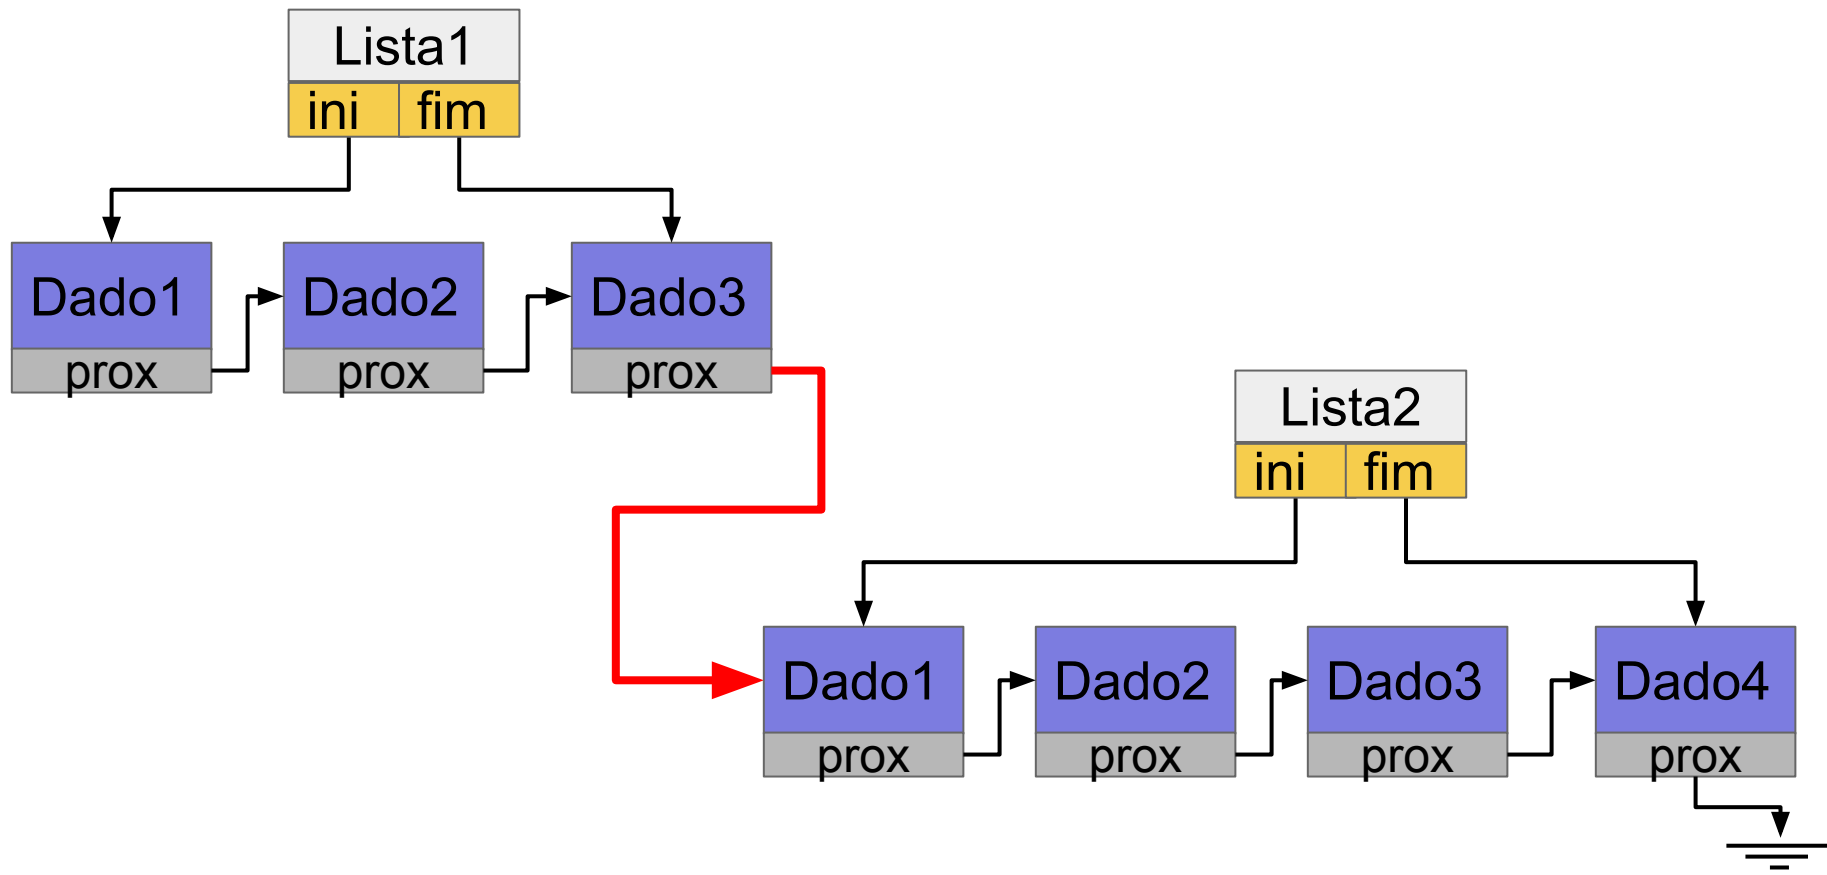 Lista1
ini fim
Dado1 Dado2 Dado3
prox prox prox
Lista2
ini fim
Dado1 Dado2 Dado3 Dado4
prox prox prox prox